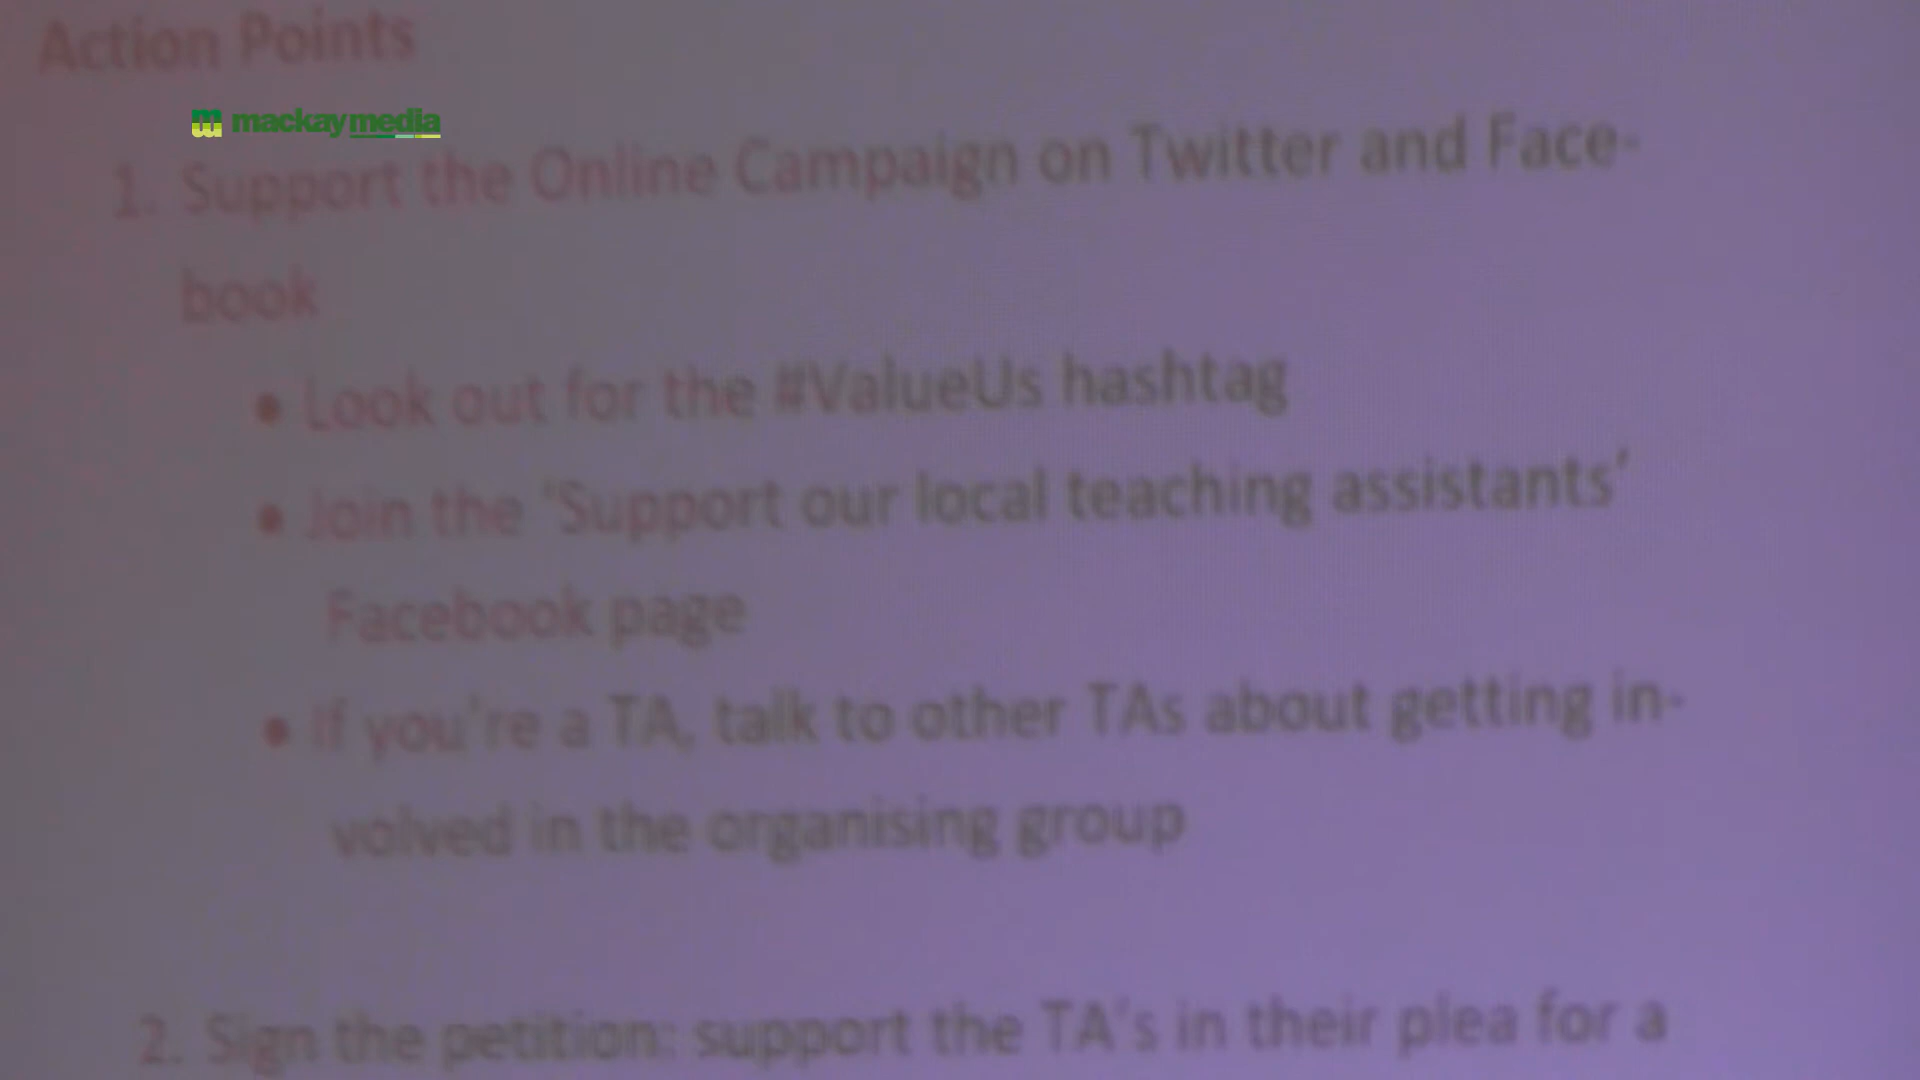 Action Points
mackaymedia
1. Support the Online Campaign on Twitter and Face-
book
• Look out for the #ValueUs hashtag
• Join the ‘Support our local teaching assistants’
Facebook page
• If you're a TA, talk to other TAs about getting in-
volved in the organising group
2. Sign the petition: support the TA's in their plea for a